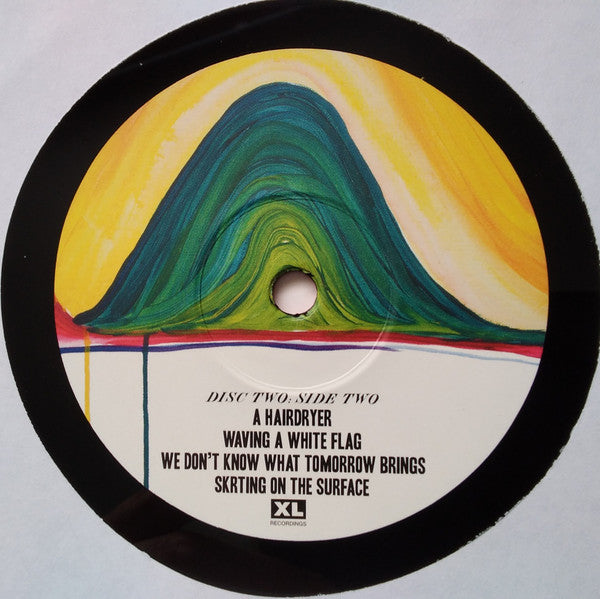 DISC TWO: SIDE TWO
A HAIRDRYER
WAVING A WHITE FLAG
WE DON'T KNOW WHAT TOMORROW BRINGS
SKRTING ON THE SURFACE
XL
RECORDINGS